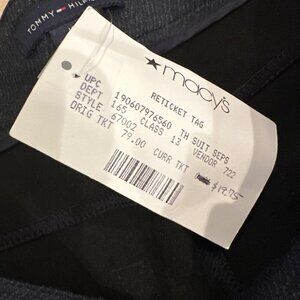 TOMMY HILFIGER
★macy's
RETICKET TAG
UPC 190607976560 TH SUIT SEPS
DEPT 165 CLASS 13 VENDOR 722
STYLE 67002
ORIG TKT 79.00 CURR TKT
$19.75